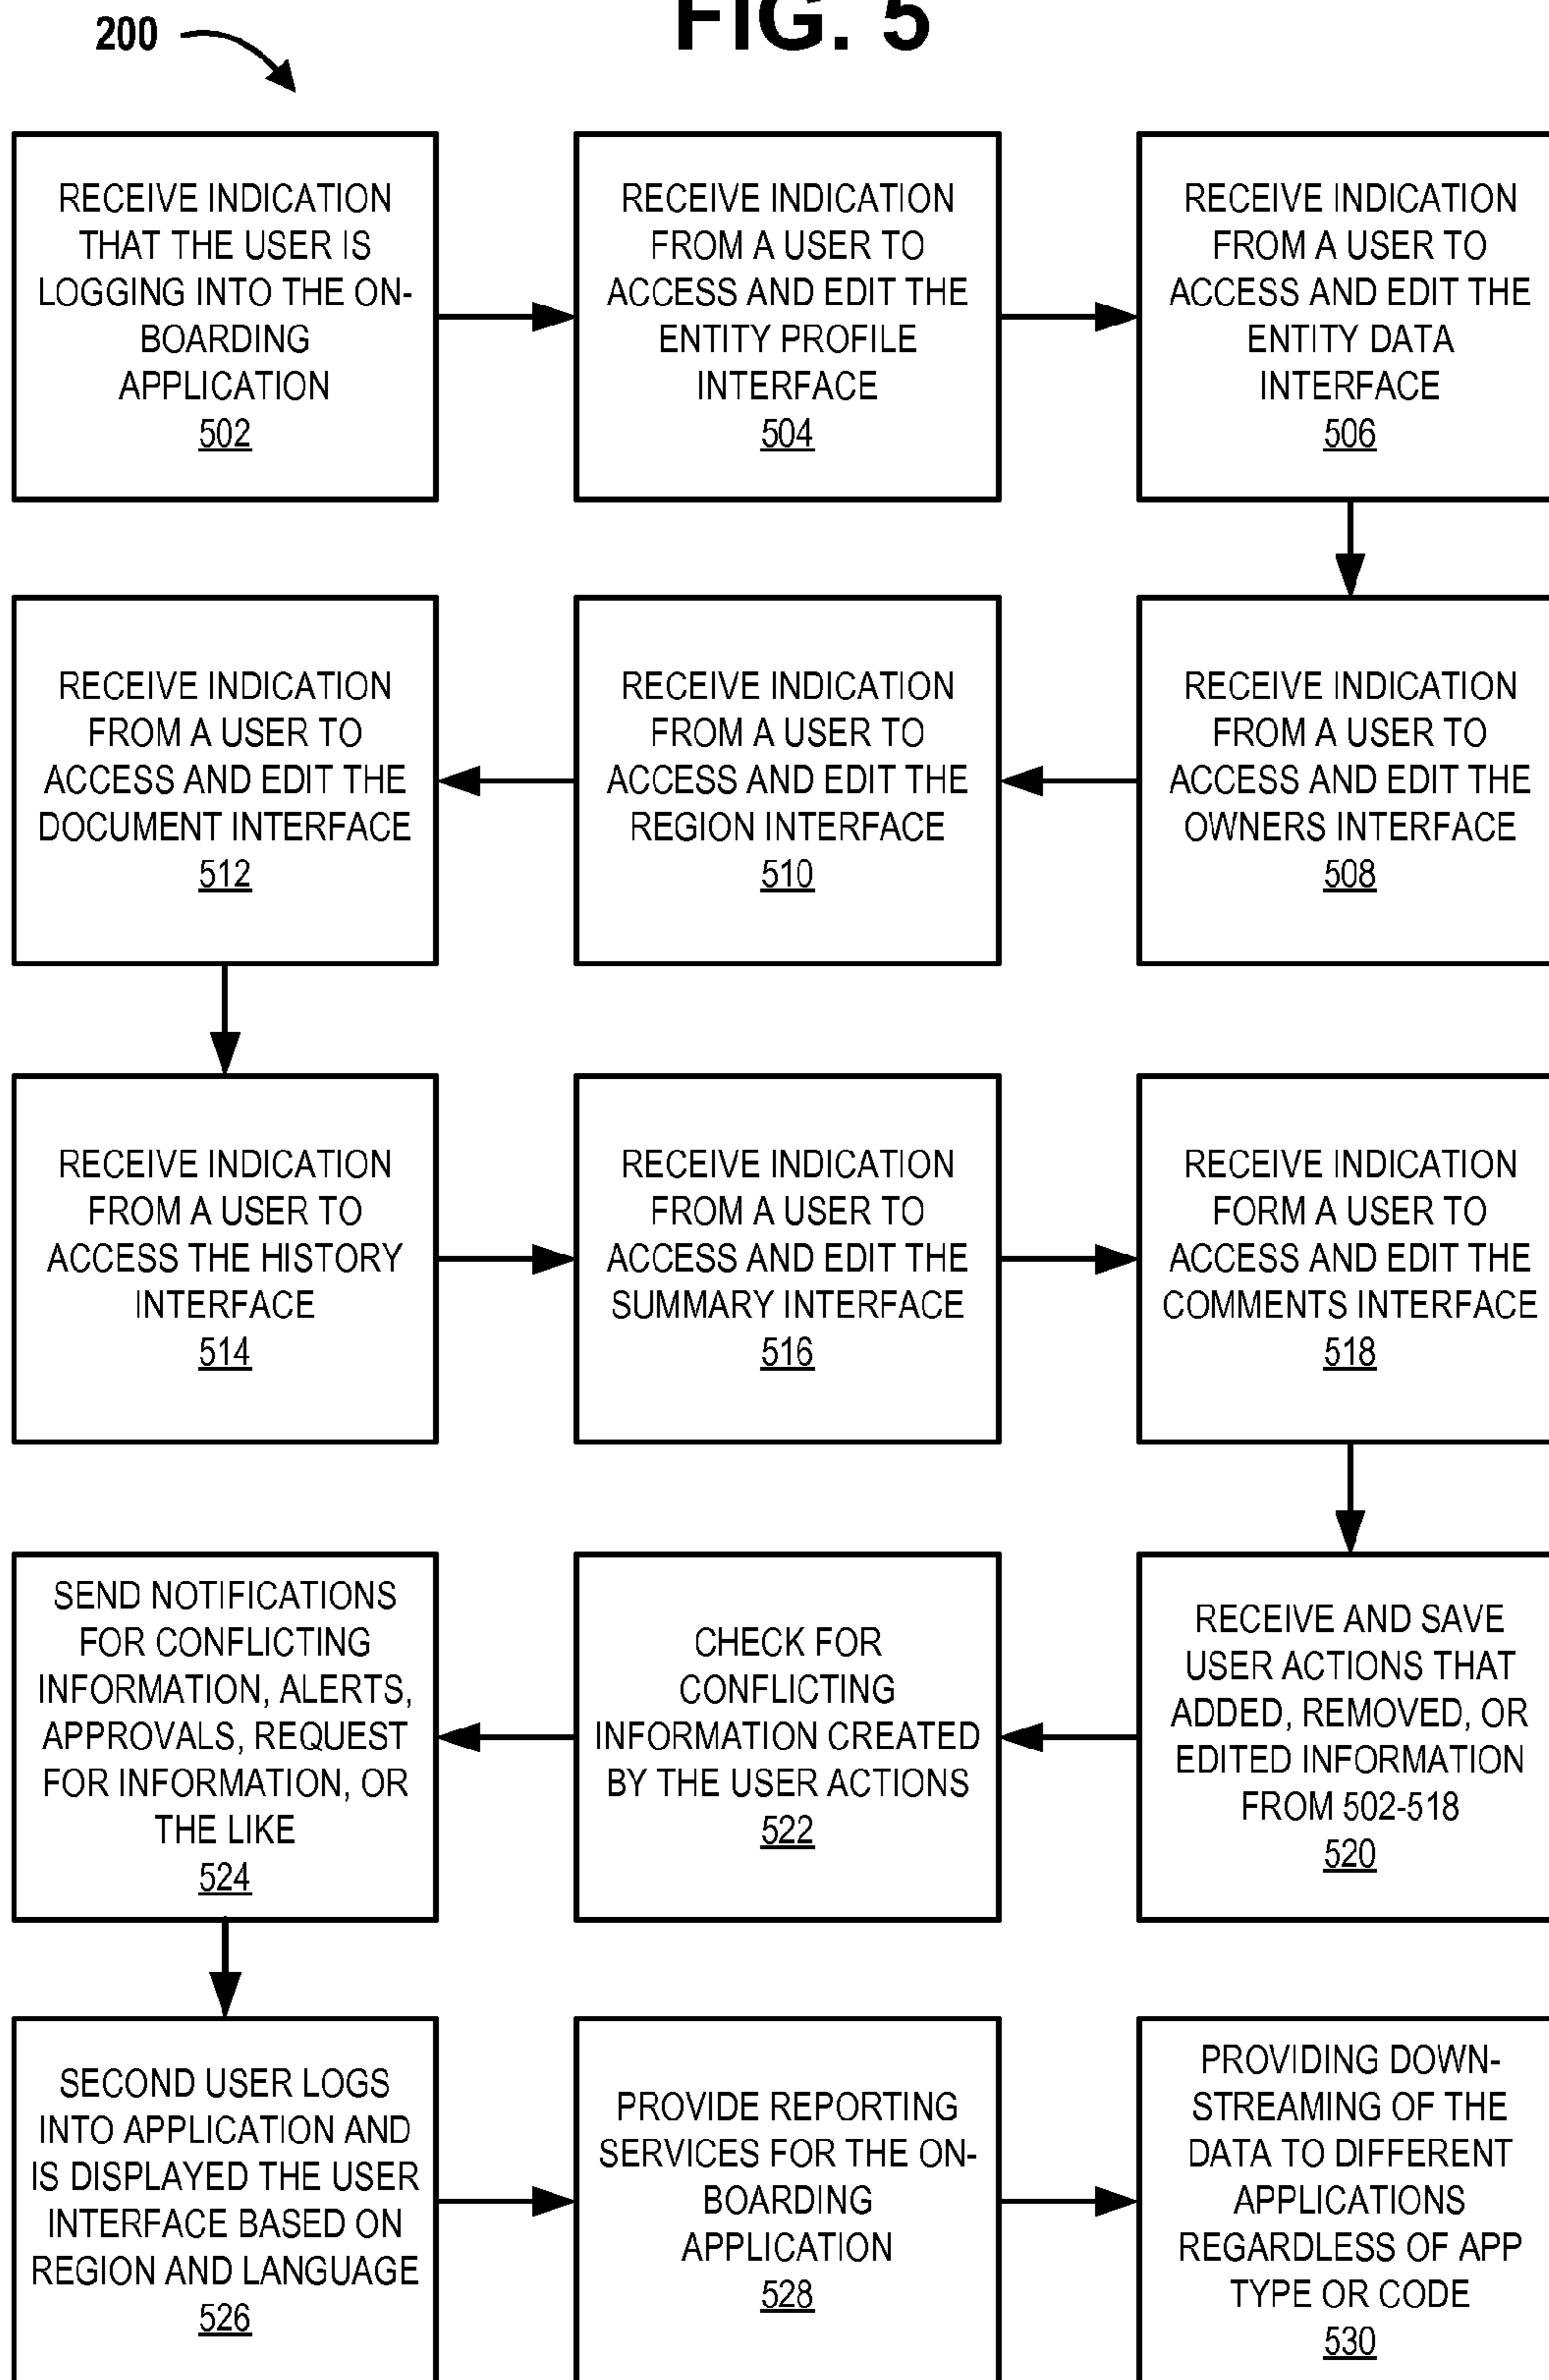 FIG. 5
200
RECEIVE INDICATION
THAT THE USER IS
LOGGING INTO THE ON-
BOARDING
APPLICATION
502
RECEIVE INDICATION
FROM A USER TO
ACCESS AND EDIT THE
ENTITY PROFILE
INTERFACE
504
RECEIVE INDICATION
FROM A USER TO
ACCESS AND EDIT THE
ENTITY DATA
INTERFACE
506
RECEIVE INDICATION
FROM A USER TO
ACCESS AND EDIT THE
OWNERS INTERFACE
508
RECEIVE INDICATION
FROM A USER TO
ACCESS AND EDIT THE
REGION INTERFACE
510
RECEIVE INDICATION
FROM A USER TO
ACCESS AND EDIT THE
DOCUMENT INTERFACE
512
RECEIVE INDICATION
FROM A USER TO
ACCESS THE HISTORY
INTERFACE
514
RECEIVE INDICATION
FROM A USER TO
ACCESS AND EDIT THE
SUMMARY INTERFACE
516
RECEIVE INDICATION
FORM A USER TO
ACCESS AND EDIT THE
COMMENTS INTERFACE
518
RECEIVE AND SAVE
USER ACTIONS THAT
ADDED, REMOVED, OR
EDITED INFORMATION
FROM 502-518
520
CHECK FOR
CONFLICTING
INFORMATION CREATED
BY THE USER ACTIONS
522
SEND NOTIFICATIONS
FOR CONFLICTING
INFORMATION, ALERTS,
APPROVALS, REQUEST
FOR INFORMATION, OR
THE LIKE
524
SECOND USER LOGS
INTO APPLICATION AND
IS DISPLAYED THE USER
INTERFACE BASED ON
REGION AND LANGUAGE
526
PROVIDE REPORTING
SERVICES FOR THE ON-
BOARDING
APPLICATION
528
PROVIDING DOWN-
STREAMING OF THE
DATA TO DIFFERENT
APPLICATIONS
REGARDLESS OF APP
TYPE OR CODE
530